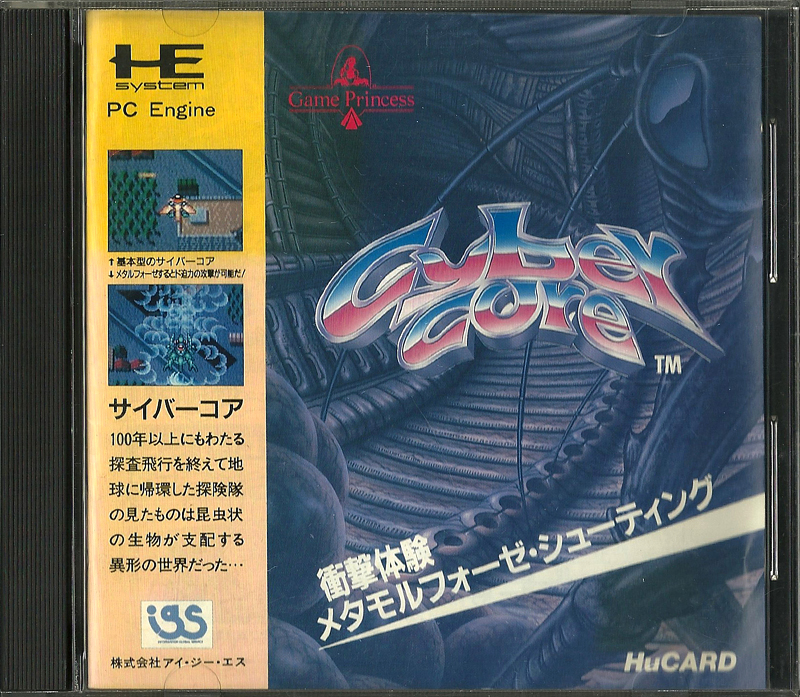 HE
system
PC Engine
↑基本型のサイバーコア
↓メタルフォーゼするとド迫力の攻撃が可能だ!
サイバーコア
100年以上にもわたる
探査飛行を終えて地
球に帰環した探険隊
の見たものは昆虫状
の生物が支配する
異形の世界だった…
igs
INFORMATION GLOBAL SERVICE
株式会社アイ・ジー・エス
Game Princess
Cyber
core
TM
衝撃体験
メタモルフォーゼ・シューティング
HuCARD